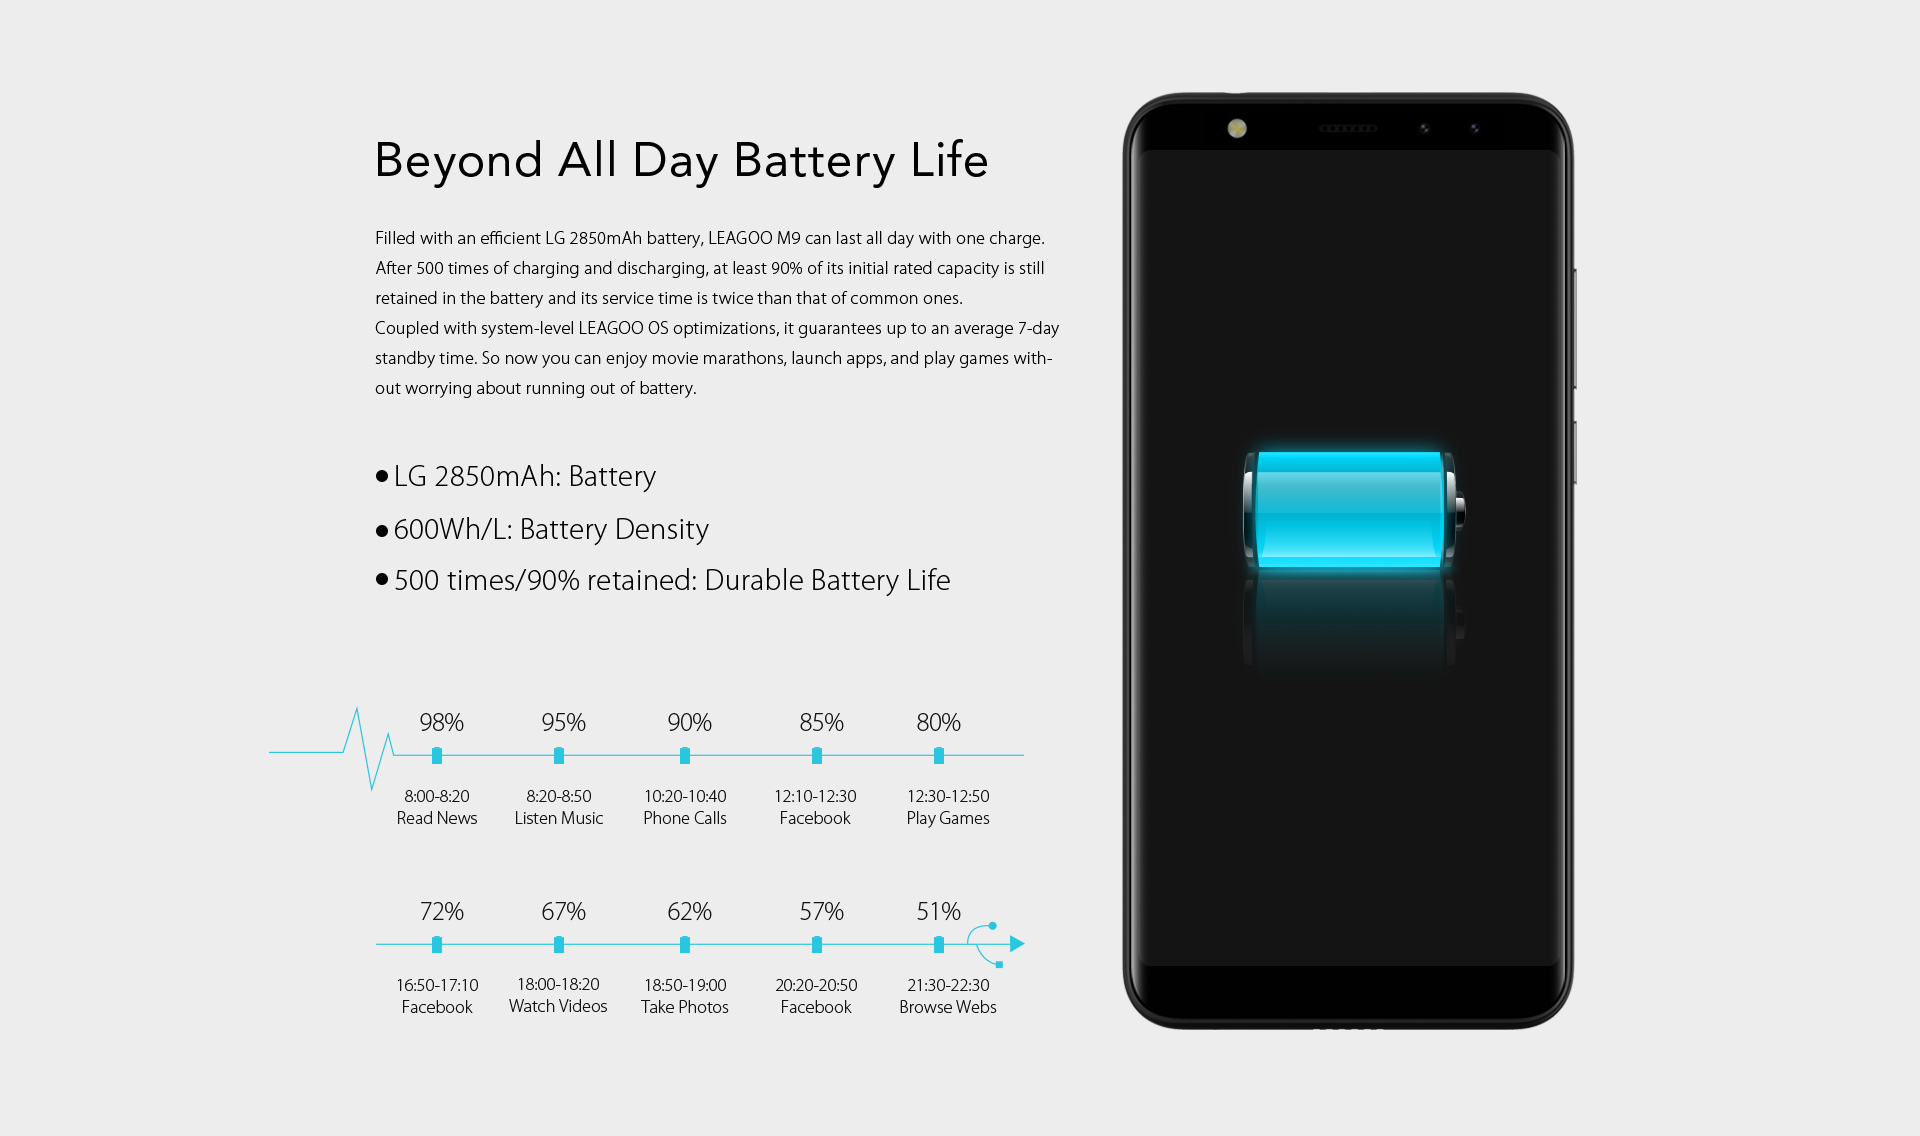 Beyond All Day Battery Life
Filled with an efficient LG 2850mAh battery, LEAGOO M9 can last all day with one charge.
After 500 times of charging and discharging, at least 90% of its initial rated capacity is still
retained in the battery and its service time is twice than that of common ones.
Coupled with system-level LEAGOO OS optimizations, it guarantees up to an average 7-day
standby time. So now you can enjoy movie marathons, launch apps, and play games with-
out worrying about running out of battery.
●LG 2850mAh: Battery
●600Wh/L: Battery Density
●500 times/90% retained: Durable Battery Life
98% 95% 90% 85% 80%
8:00-8:20 8:20-8:50 10:20-10:40 12:10-12:30 12:30-12:50
Read News Listen Music Phone Calls Facebook Play Games
72% 67% 62% 57% 51%
16:50-17:10 18:00-18:20 18:50-19:00 20:20-20:50 21:30-22:30
Facebook Watch Videos Take Photos Facebook Browse Webs